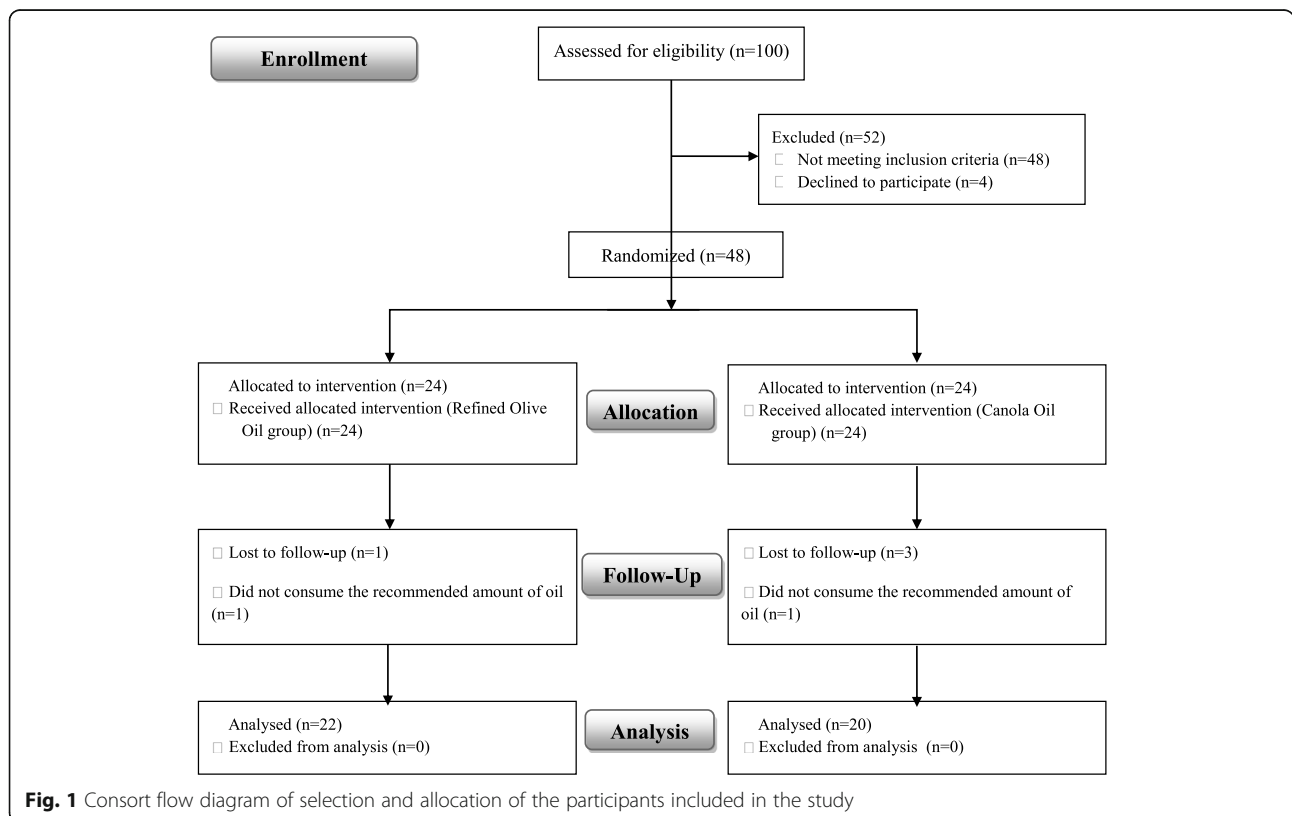 Enrollment
Assessed for eligibility (n=100)
Excluded (n=52)
□ Not meeting inclusion criteria (n=48)
□ Declined to participate (n=4)
Randomized (n=48)
Allocated to intervention (n=24)
□ Received allocated intervention (Refined Olive
Oil group) (n=24)
Allocation
Allocated to intervention (n=24)
□ Received allocated intervention (Canola Oil
group) (n=24)
□ Lost to follow-up (n=1)
□ Did not consume the recommended amount of oil
(n=1)
Follow-Up
□ Lost to follow-up (n=3)
□ Did not consume the recommended amount of
oil (n=1)
Analysed (n=22)
□ Excluded from analysis (n=0)
Analysis
Analysed (n=20)
□ Excluded from analysis (n=0)
Fig. 1 Consort flow diagram of selection and allocation of the participants included in the study